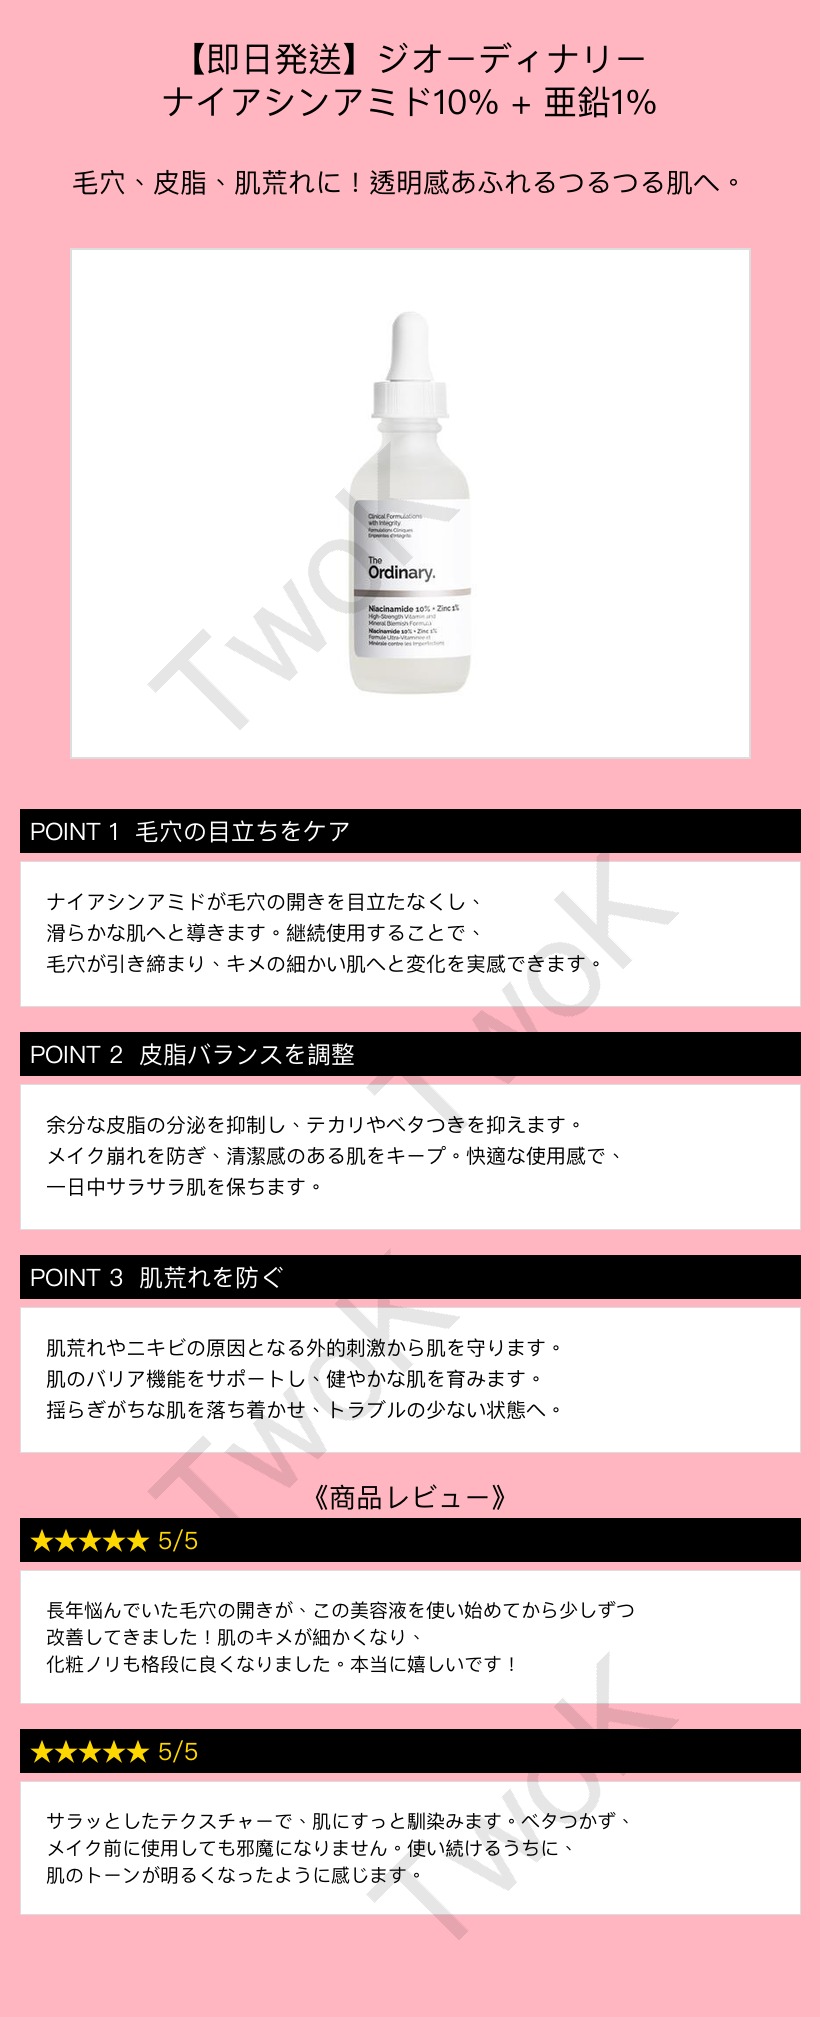 【即日発送】ジオーディナリー
ナイアシンアミド10% + 亜鉛1%
毛穴、皮脂、肌荒れに！透明感あふれるつるつる肌へ。
Clinical Formulations
with Integrity
Formulations Cliniques
Empreintes d'Intégrité
The
Ordinary.
Niacinamide 10% + Zinc 1%
High-Strength Vitamin and
Mineral Blemish Formula
Niacinamide 10% + Zinc 1%
Formule Ultra-Vitaminée et
Minérale contre les Imperfections
TwoK
POINT 1 毛穴の目立ちをケア
ナイアシンアミドが毛穴の開きを目立たなくし、
滑らかな肌へと導きます。継続使用することで、
毛穴が引き締まり、キメの細かい肌へと変化を実感できます。
TwoK
POINT 2 皮脂バランスを調整
余分な皮脂の分泌を抑制し、テカリやベタつきを抑えます。
メイク崩れを防ぎ、清潔感のある肌をキープ。快適な使用感で、
一日中サラサラ肌を保ちます。
POINT 3 肌荒れを防ぐ
肌荒れやニキビの原因となる外的刺激から肌を守ります。
肌のバリア機能をサポートし、健やかな肌を育みます。
揺らぎがちな肌を落ち着かせ、トラブルの少ない状態へ。
TwoK
《商品レビュー》
★★★★★ 5/5
長年悩んでいた毛穴の開きが、この美容液を使い始めてから少しずつ
改善してきました！肌のキメが細かくなり、
化粧ノリも格段に良くなりました。本当に嬉しいです！
★★★★★ 5/5
サラッとしたテクスチャーで、肌にすっと馴染みます。ベタつかず、
メイク前に使用しても邪魔になりません。使い続けるうちに、
肌のトーンが明るくなったように感じます。
TwoK